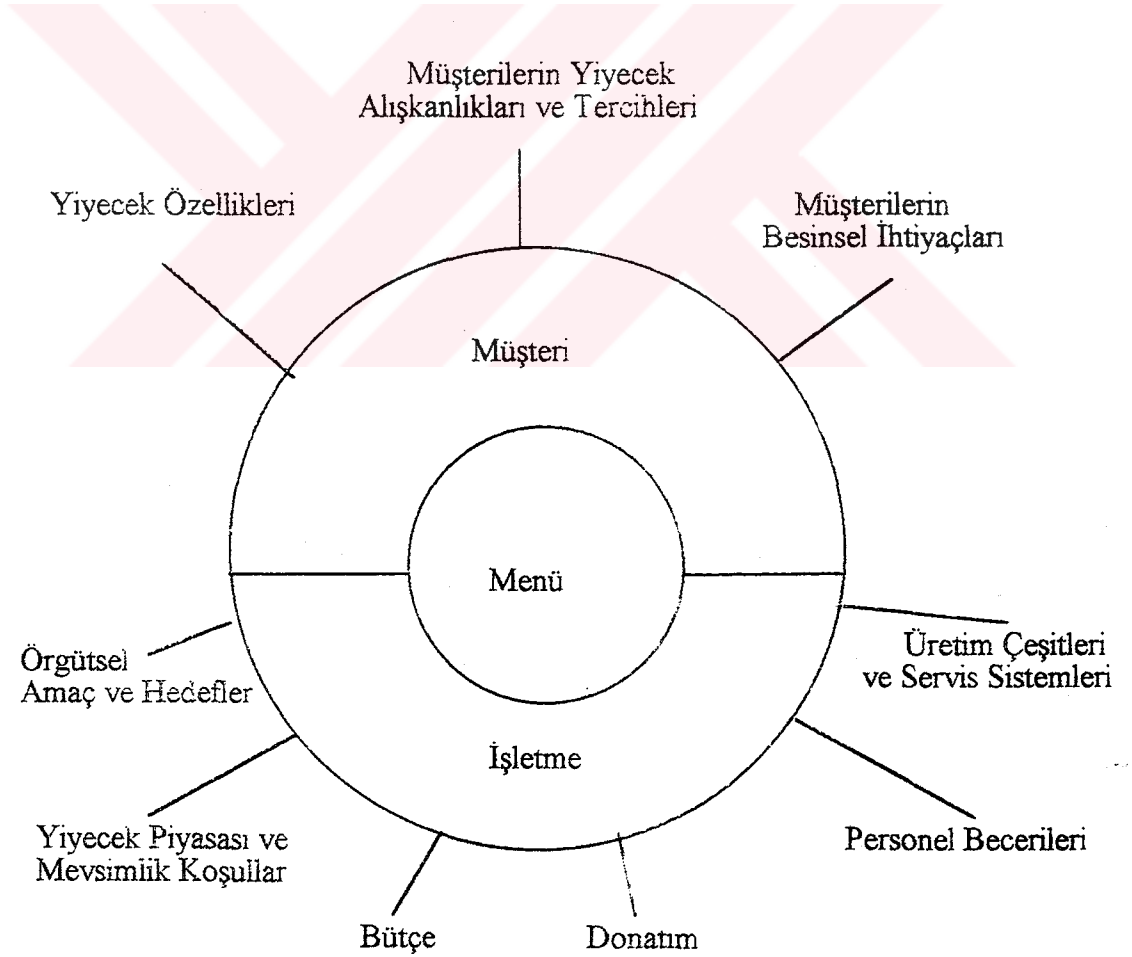 Müşterilerin Yiyecek
Alışkanlıkları ve Tercihleri
Yiyecek Özellikleri
Müşterilerin
Besinsel İhtiyaçları
Müşteri
Menü
Örgütsel
Amaç ve Hedefler
Üretim Çeşitleri
ve Servis Sistemleri
İşletme
Yiyecek Piyasası ve
Mevsimlik Koşullar
Personel Becerileri
Bütçe
Donatım